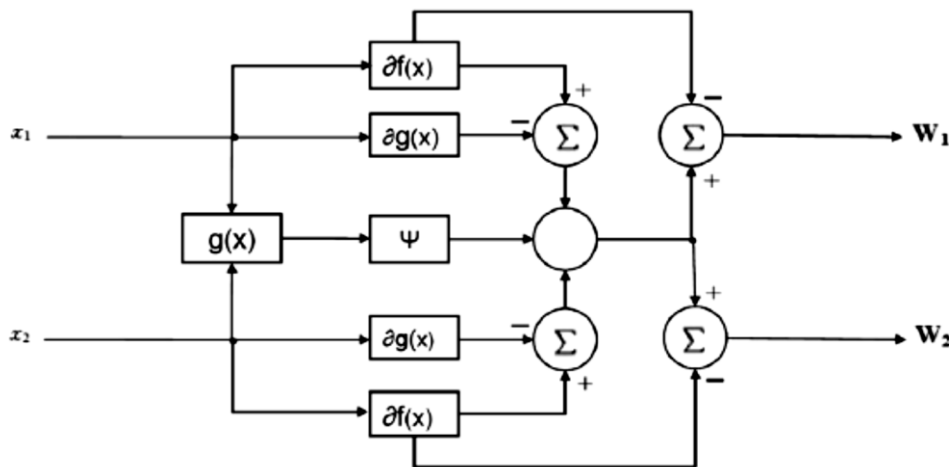 ∂f(x)
+ −
x₁ ∂g(x) − Σ Σ W₁
+
g(x) Ψ
+
x₂ ∂g(x) − Σ Σ W₂
+ −
∂f(x)